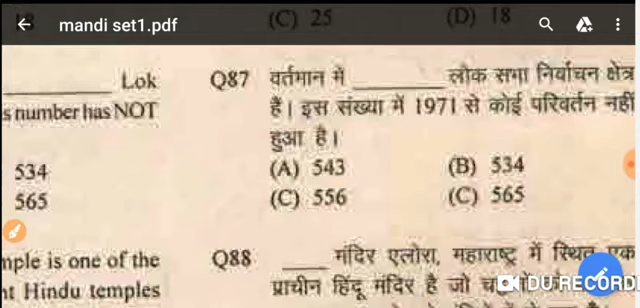 18 (C) 25 (D) 18
mandi set1.pdf
Lok
s number has NOT
534
565
mple is one of the
nt Hindu temples
Q87 वर्तमान में ________ लोक सभा निर्वाचन क्षेत्र
हैं। इस संख्या में 1971 से कोई परिवर्तन नहीं
हुआ है।
(A) 543 (B) 534
(C) 556 (C) 565
Q88 ____ मंदिर एलोरा, महाराष्ट्र में स्थित एक
प्राचीन हिंदू मंदिर है जो
DU RECORD